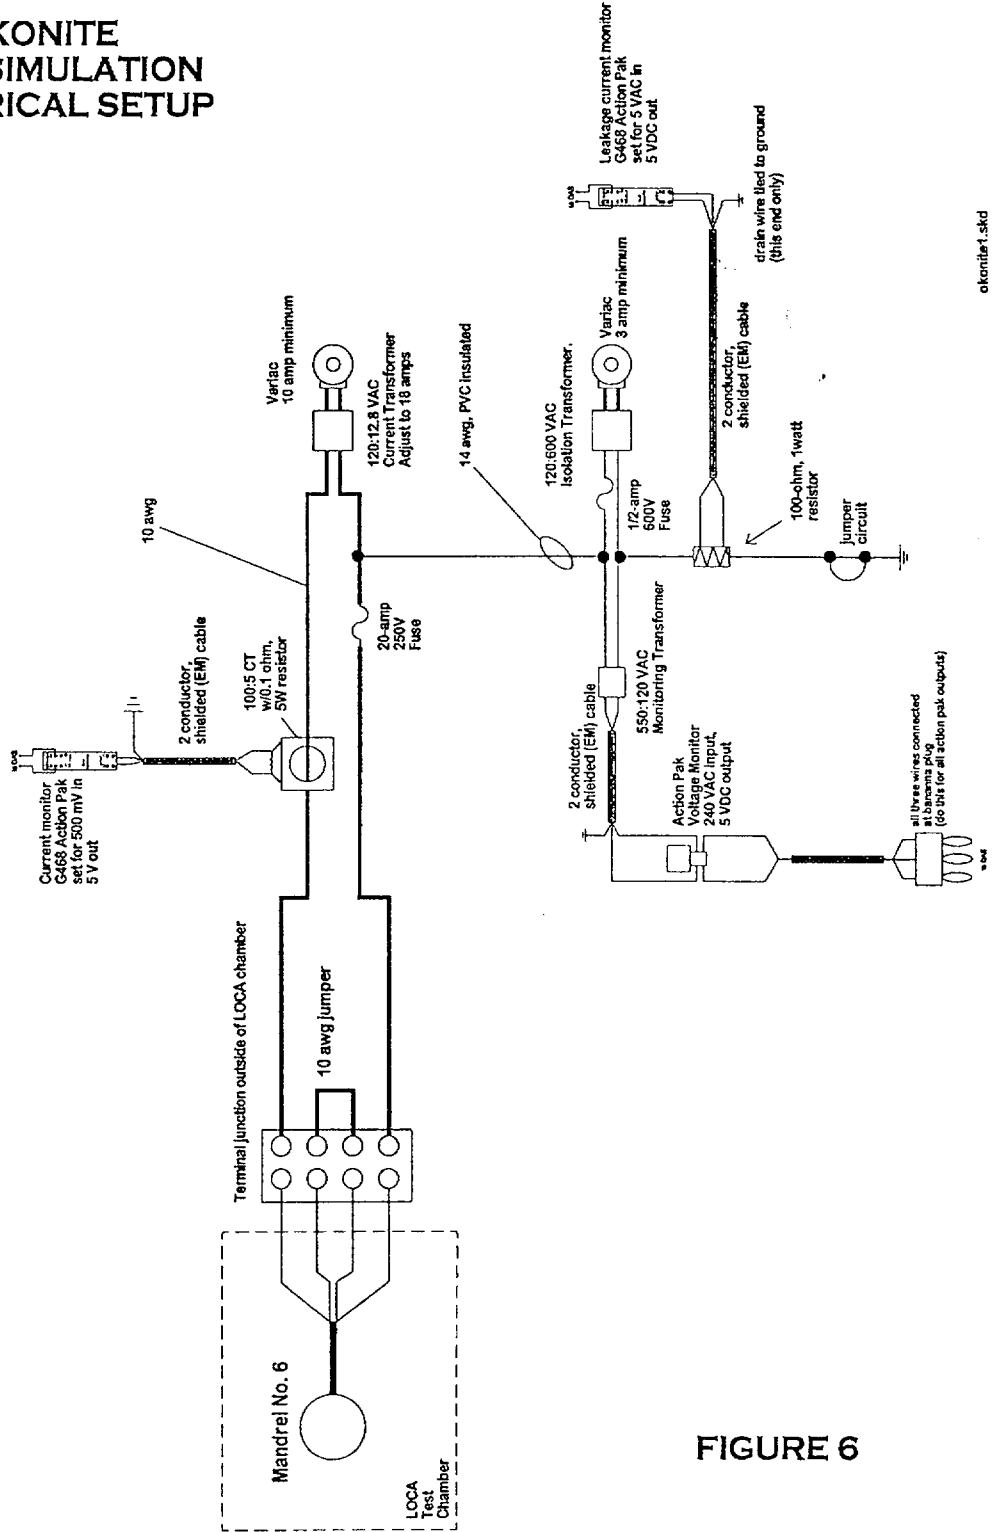 KONITE
SIMULATION
RICAL SETUP
Leakage current monitor
G468 Action Pak
set for 5 VAC in
5 VDC out
to DAS
drain wire tied to ground
(this end only)
okonite1.skd
Variac
10 amp minimum
120:12.8 VAC
Current Transformer
Adjust to 18 amps
14 awg, PVC insulated
Variac
3 amp minimum
120:600 VAC
Isolation Transformer,
1/2-amp
600V
Fuse
2 conductor,
shielded (EM) cable
100-ohm, 1watt
resistor
jumper
circuit
10 awg
20-amp
250V
Fuse
100:5 CT
w/0.1 ohm,
5W resistor
2 conductor,
shielded (EM) cable
to DAS
Current monitor
G468 Action Pak
set for 500 mV in
5 V out
550:120 VAC
Monitoring Transformer
2 conductor,
shielded (EM) cable
Action Pak
Voltage Monitor
240 VAC input,
5 VDC output
all three wires connected
at bananna plug
(do this for all action pak outputs)
to DAS
Terminal junction outside of LOCA chamber
10 awg jumper
Mandrel No. 6
LOCA
Test
Chamber
FIGURE 6